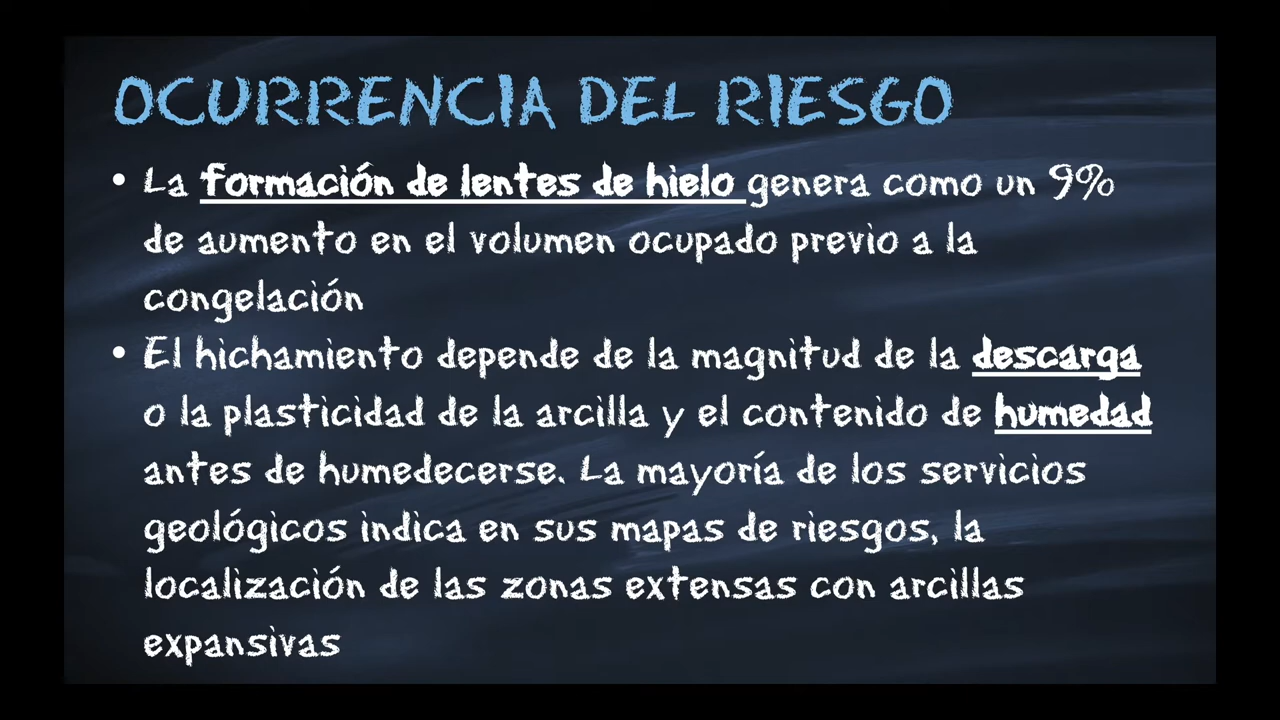 OCURRENCIA DEL RIESGO
• La formación de lentes de hielo genera como un 9%
de aumento en el volumen ocupado previo a la
congelación
• El hichamiento depende de la magnitud de la descarga
o la plasticidad de la arcilla y el contenido de humedad
antes de humedecerse. La mayoría de los servicios
geológicos indica en sus mapas de riesgos, la
localización de las zonas extensas con arcillas
expansivas